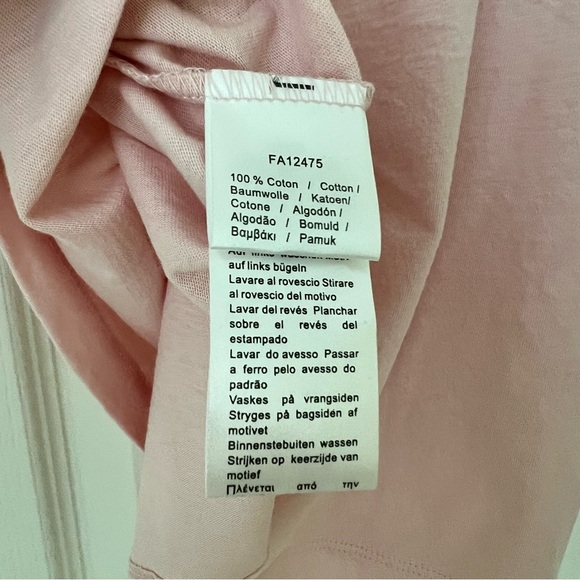 FA12475
100 % Coton / Cotton /
Baumwolle / Katoen/
Cotone / Algodón /
Algodão / Bomuld /
Βαμβάκι / Pamuk
auf links bügeln
Lavare al rovescio Stirare
al rovescio del motivo
Lavar del revés Planchar
sobre el revés del
estampado
Lavar do avesso Passar
a ferro pelo avesso do
padrão
Vaskes på vrangsiden
Stryges på bagsiden af
motivet
Binnenstebuiten wassen
Strijken op keerzijde van
motief
Πλένεται από την